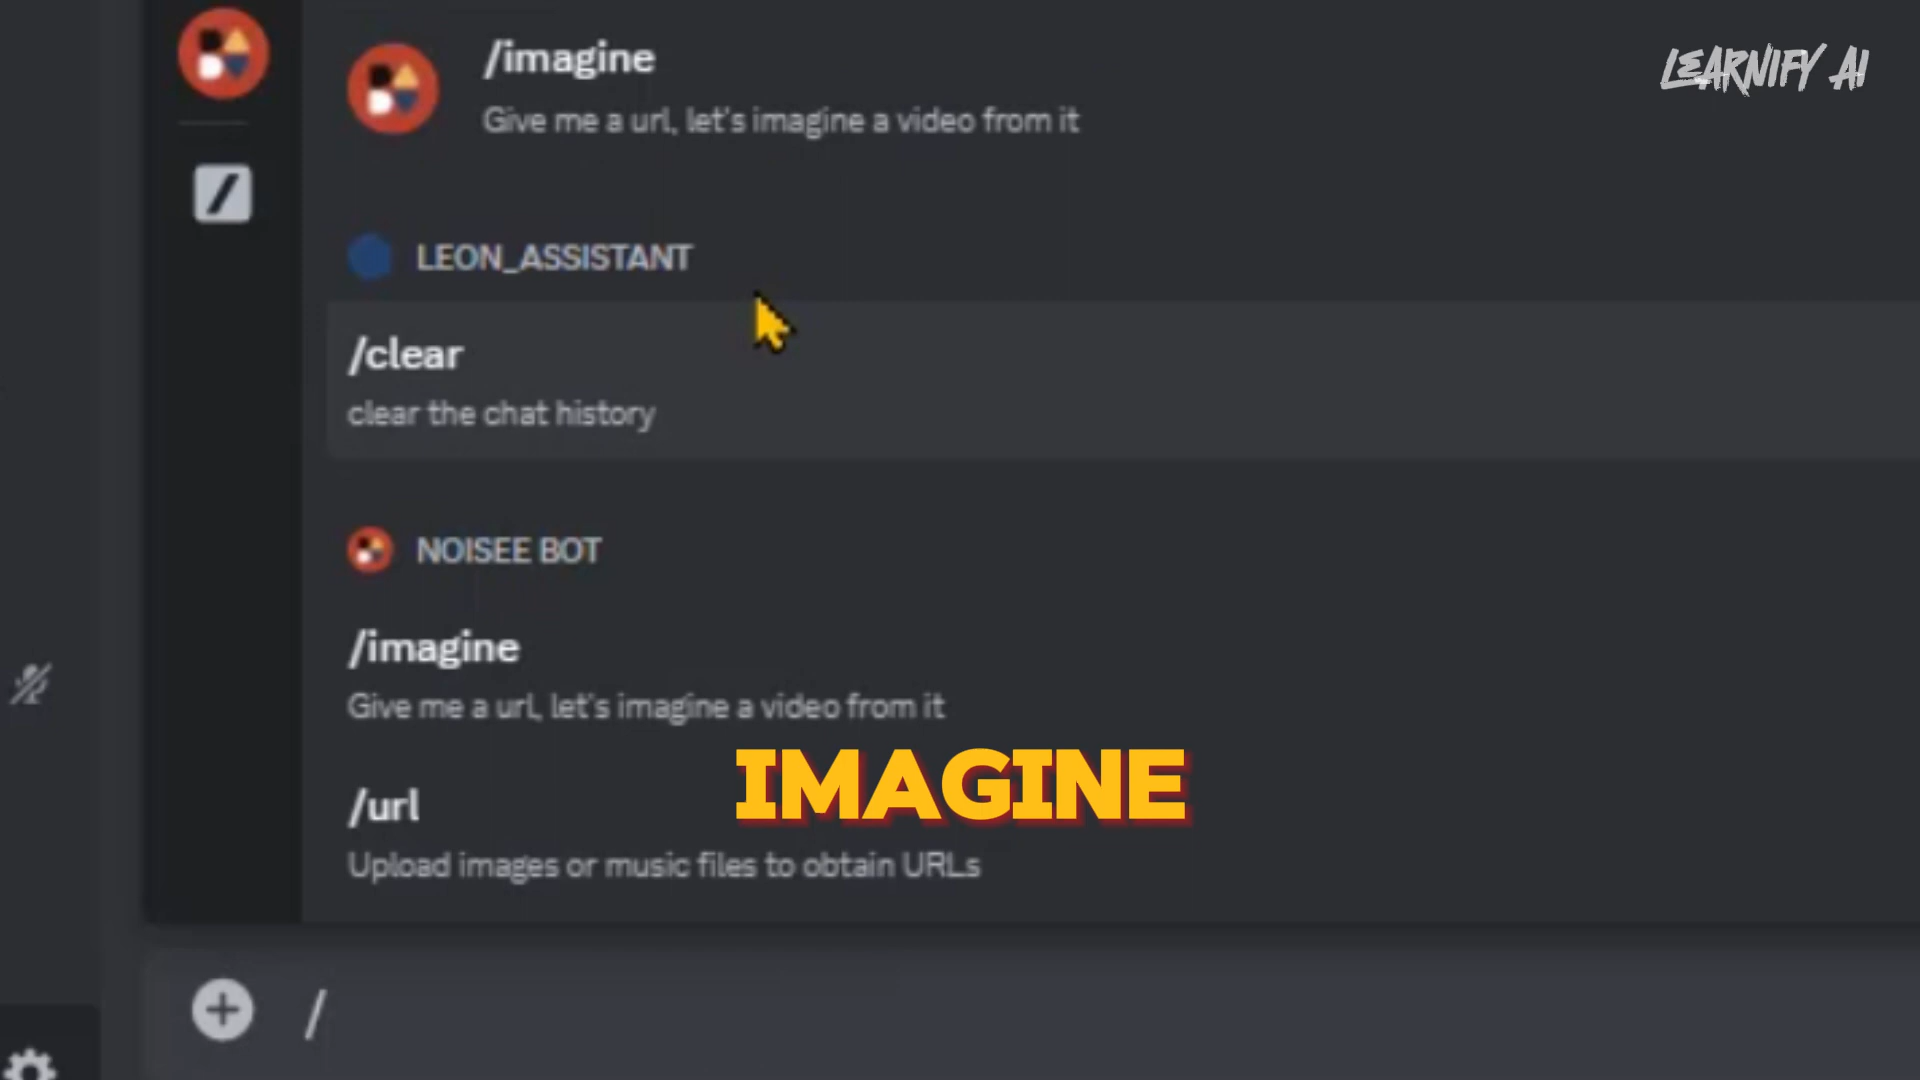 /imagine
LEARNIFY AI
Give me a url, let's imagine a video from it
LEON_ASSISTANT
/clear
clear the chat history
NOISEE BOT
/imagine
Give me a url, let's imagine a video from it
IMAGINE
/url
Upload images or music files to obtain URLs
/